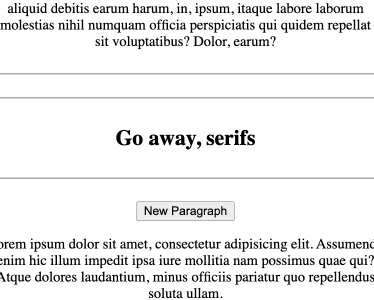 aliquid debitis earum harum, in, ipsum, itaque labore laborum
molestias nihil numquam officia perspiciatis qui quidem repellat
sit voluptatibus? Dolor, earum?
Go away, serifs
New Paragraph
orem ipsum dolor sit amet, consectetur adipisicing elit. Assumend
enim hic illum impedit ipsa iure mollitia nam possimus quae qui?
Atque dolores laudantium, minus officiis pariatur quo repellendus
soluta ullam.